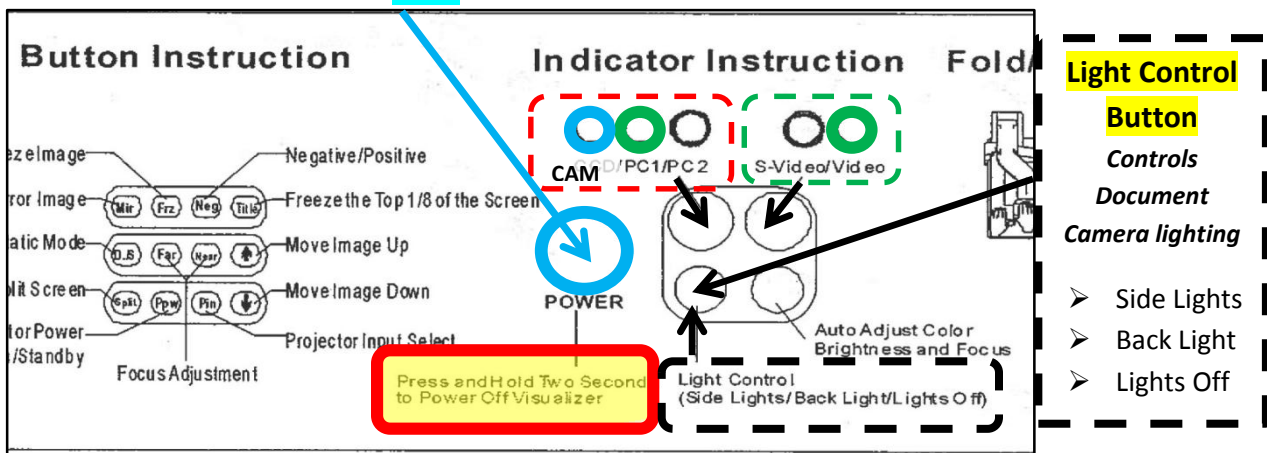 Button Instruction
Indicator Instruction
Fold/
ezeImage
Negative/Positive
ror Image
Mir Frz Neg Title
Freeze the Top 1/8 of the Screen
atic Mode
D.S Far Near
Move Image Up
lit Screen
Split Ppw Pin
Move Image Down
tor Power
/Standby
Projector Input Select
Focus Adjustment
CAM
CCD/PC1/PC2
S-Video/Video
POWER
Auto Adjust Color
Brightness and Focus
Press and Hold Two Second
to Power Off Visualizer
Light Control
(Side Lights/Back Light/Lights Off)
Light Control
Button
Controls
Document
Camera lighting
Side Lights
Back Light
Lights Off